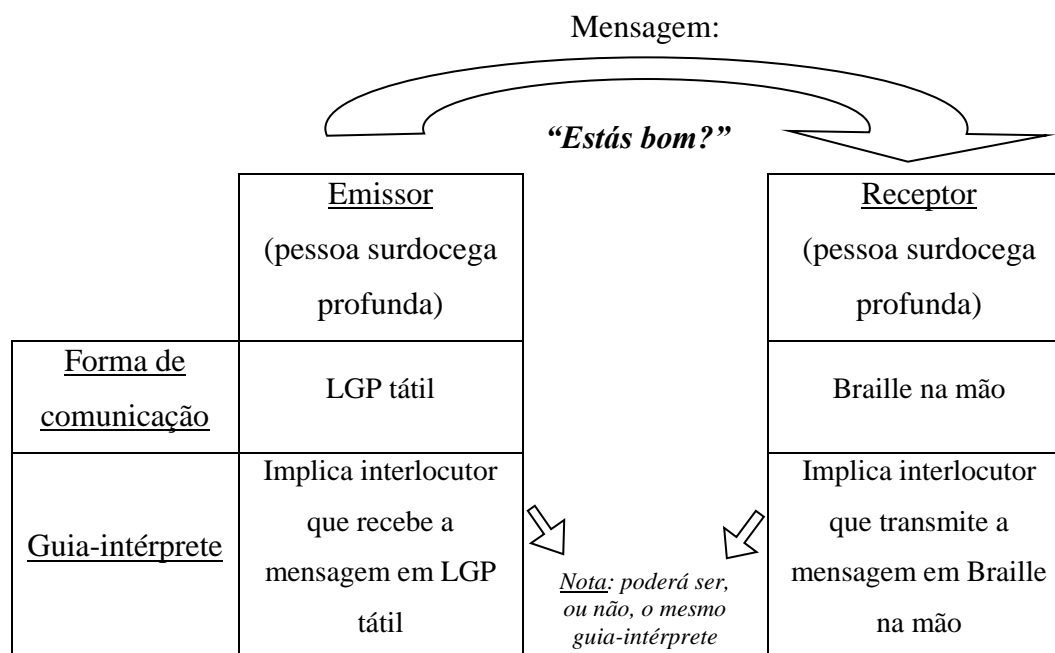 Mensagem:
“Estás bom?”
Emissor
(pessoa surdocega
profunda)
Receptor
(pessoa surdocega
profunda)
Forma de
comunicação
LGP tátil
Braille na mão
Guia-intérprete
Implica interlocutor
que recebe a
mensagem em LGP
tátil
Nota: poderá ser,
ou não, o mesmo
guia-intérprete
Implica interlocutor
que transmite a
mensagem em Braille
na mão